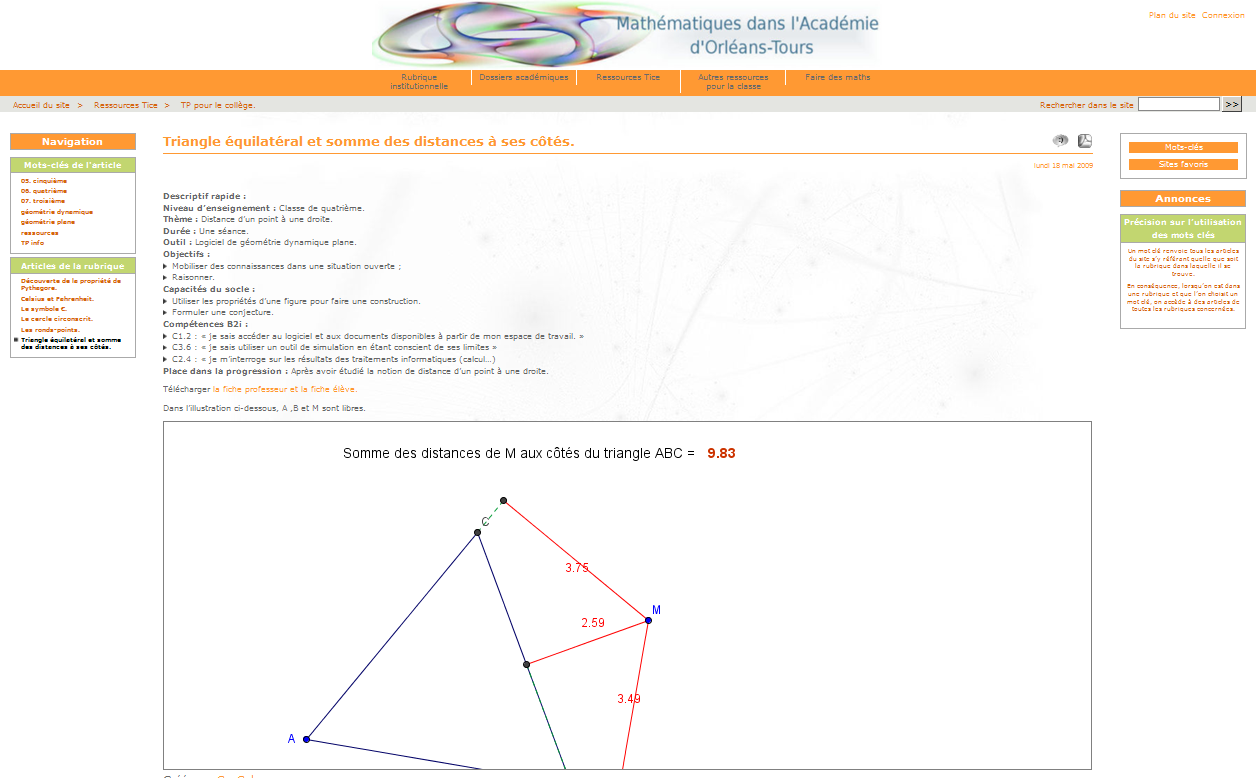 Mathématiques dans l'Académie
d'Orléans-Tours
Plan du site Connexion
Rubrique
institutionnelle
Dossiers académiques
Ressources Tice
Autres ressources
pour la classe
Faire des maths
Accueil du site > Ressources Tice > TP pour le collège.
Rechercher dans le site >>
Navigation
Mots-clés de l'article
05. cinquième
06. quatrième
07. troisième
géométrie dynamique
géométrie plane
ressources
TP info
Articles de la rubrique
Découverte de la propriété de
Pythagore.
Celsius et Fahrenheit.
Le symbole €.
Le cercle circonscrit.
Les ronds-points.
Triangle équilatéral et somme
des distances à ses côtés.
Triangle équilatéral et somme des distances à ses côtés.
lundi 18 mai 2009
Descriptif rapide :
Niveau d'enseignement : Classe de quatrième.
Thème : Distance d'un point à une droite.
Durée : Une séance.
Outil : Logiciel de géométrie dynamique plane.
Objectifs :
Mobiliser des connaissances dans une situation ouverte ;
Raisonner.
Capacités du socle :
Utiliser les propriétés d'une figure pour faire une construction.
Formuler une conjecture.
Compétences B2i :
C1.2 : « Je sais accéder au logiciel et aux documents disponibles à partir de mon espace de travail. »
C3.6 : « Je sais utiliser un outil de simulation en étant conscient de ses limites »
C2.4 : « Je m'interroge sur les résultats des traitements informatiques (calcul...)
Place dans la progression : Après avoir étudié la notion de distance d'un point à une droite.
Télécharger la fiche professeur et la fiche élève.
Dans l'illustration ci-dessous, A ,B et M sont libres.
Somme des distances de M aux côtés du triangle ABC = 9.83
C
3.75
M
2.59
3.49
A
Mots-clés
Sites favoris
Annonces
Précision sur l'utilisation
des mots clés
Un mot clé renvoie tous les articles
du site s'y référant quelle que soit
la rubrique dans laquelle il se
trouve.
En conséquence, lorsqu'on est dans
une rubrique et que l'on choisit un
mot clé, on accède à des articles de
toutes les rubriques concernées.